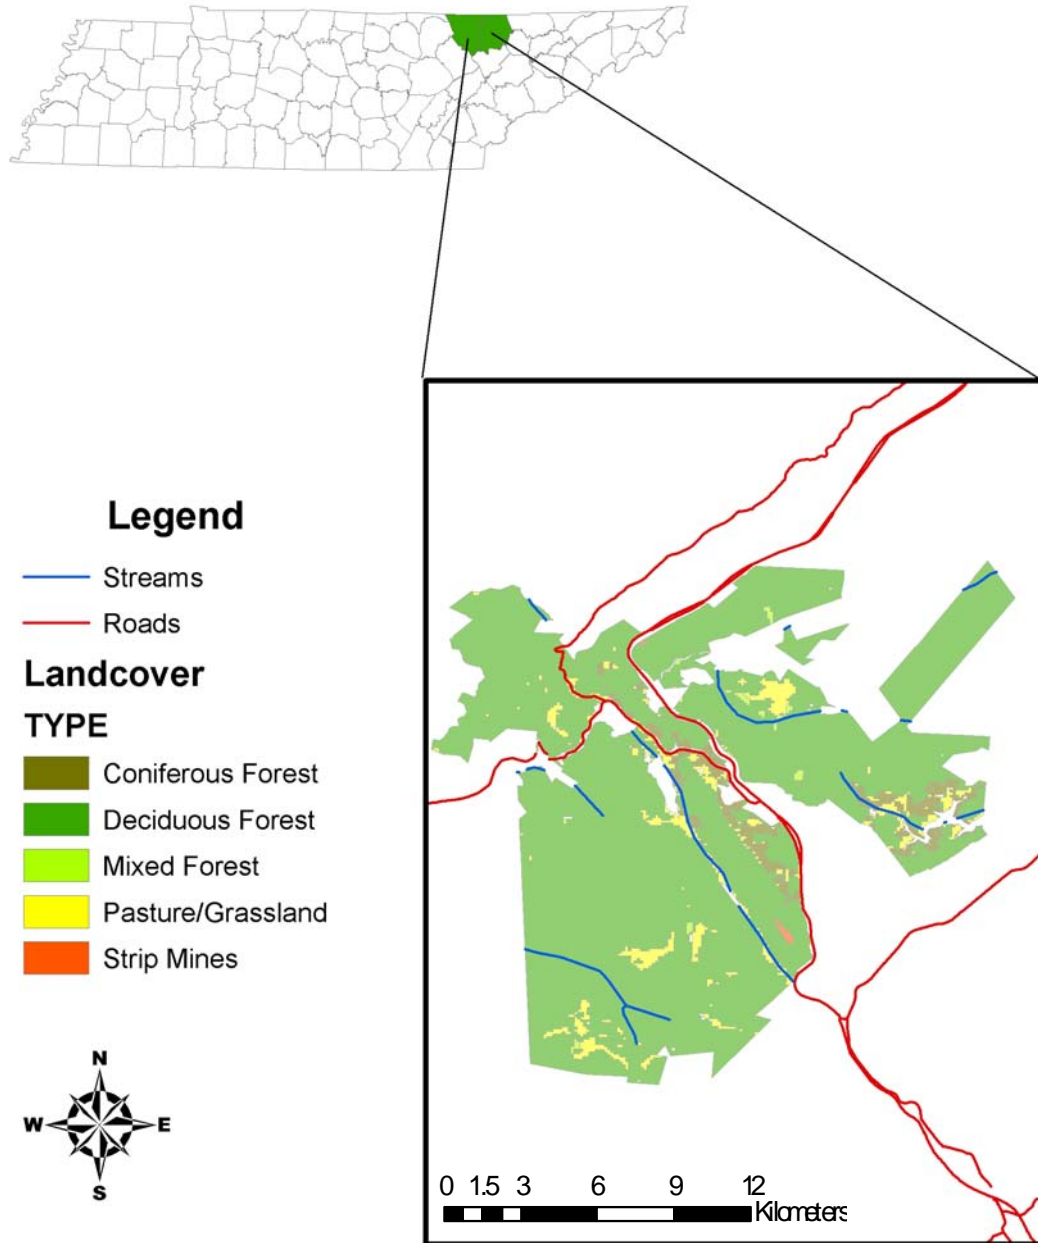 Legend
Streams
Roads
Landcover
TYPE
Coniferous Forest
Deciduous Forest
Mixed Forest
Pasture/Grassland
Strip Mines
N
W E
S
0 1.5 3 6 9 12
Kilometers